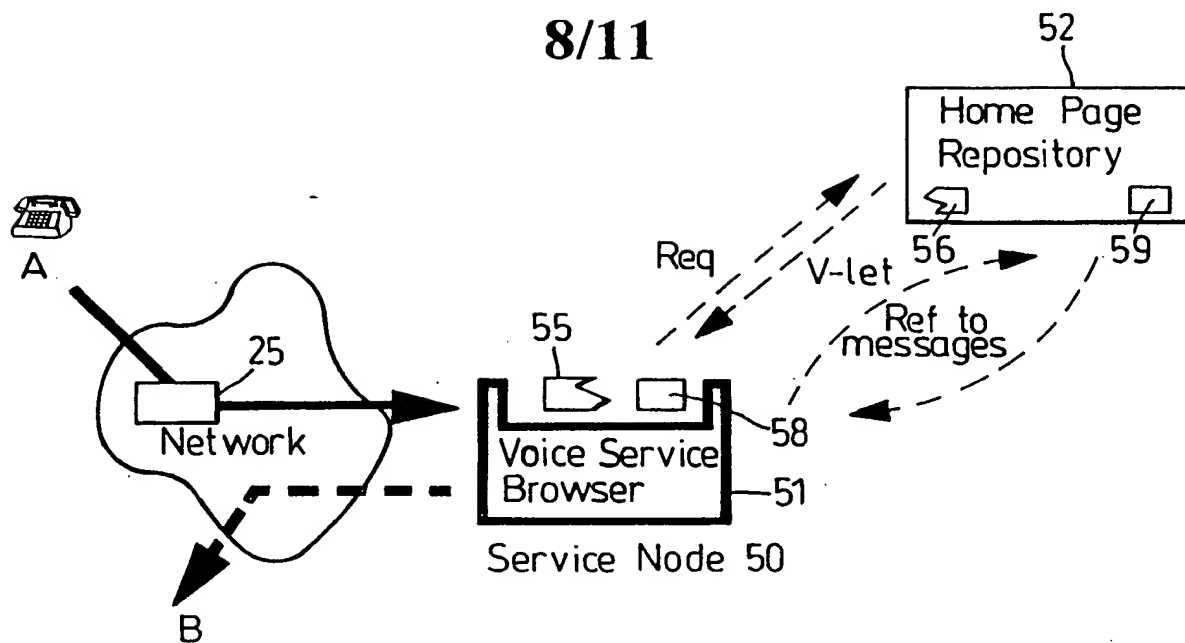 8/11
52
Home Page
Repository
56
59
A
Req
V-let
Ref to
messages
25
55
Network
58
Voice Service
Browser
51
Service Node 50
B